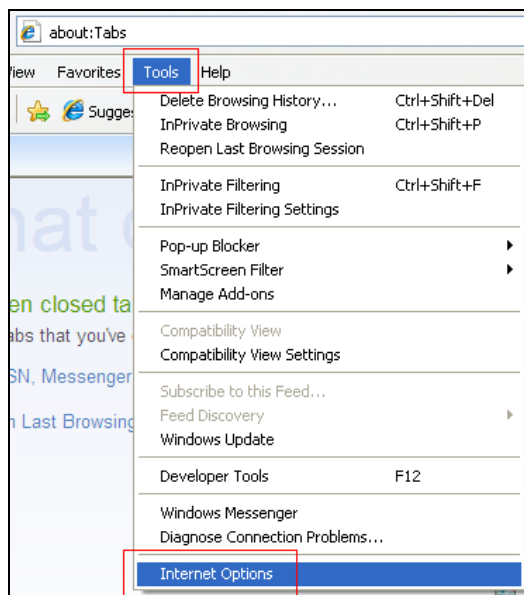 about:Tabs
View Favorites Tools Help
Sugges
Delete Browsing History... Ctrl+Shift+Del
InPrivate Browsing Ctrl+Shift+P
Reopen Last Browsing Session
InPrivate Filtering Ctrl+Shift+F
InPrivate Filtering Settings
hat
Pop-up Blocker
SmartScreen Filter
Manage Add-ons
en closed ta
abs that you've
Compatibility View
Compatibility View Settings
SN, Messenger
Subscribe to this Feed...
Feed Discovery
n Last Browsing
Windows Update
Developer Tools F12
Windows Messenger
Diagnose Connection Problems...
Internet Options